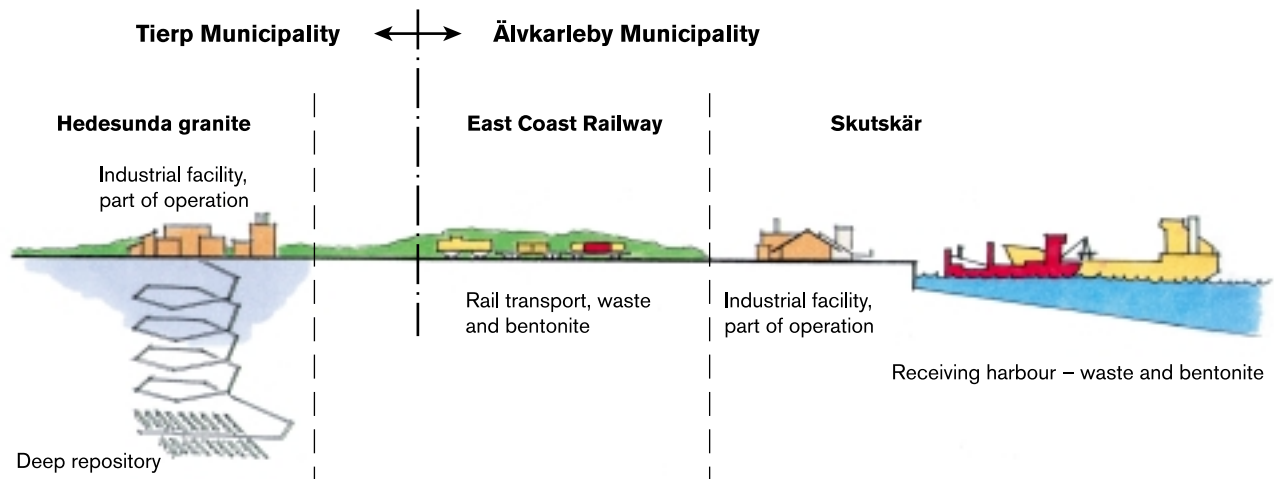 Tierp Municipality
Älvkarleby Municipality
Hedesunda granite
East Coast Railway
Skutskär
Industrial facility,
part of operation
Rail transport, waste
and bentonite
Industrial facility,
part of operation
Receiving harbour – waste and bentonite
Deep repository